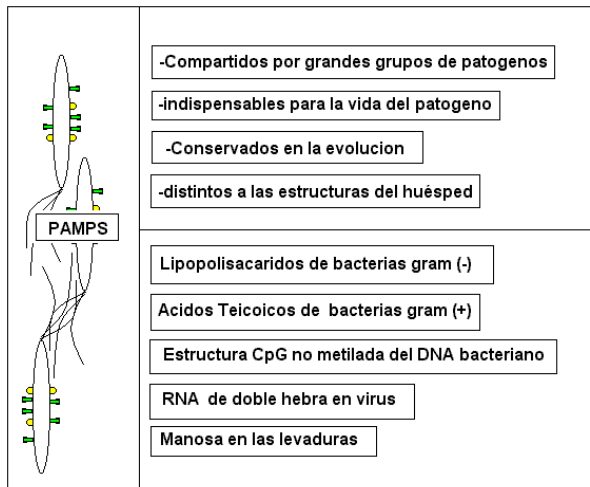 -Compartidos por grandes grupos de patogenos
-indispensables para la vida del patogeno
-Conservados en la evolucion
-distintos a las estructuras del huésped
PAMPS
Lipopolisacaridos de bacterias gram (-)
Acidos Teicoicos de bacterias gram (+)
Estructura CpG no metilada del DNA bacteriano
RNA de doble hebra en virus
Manosa en las levaduras